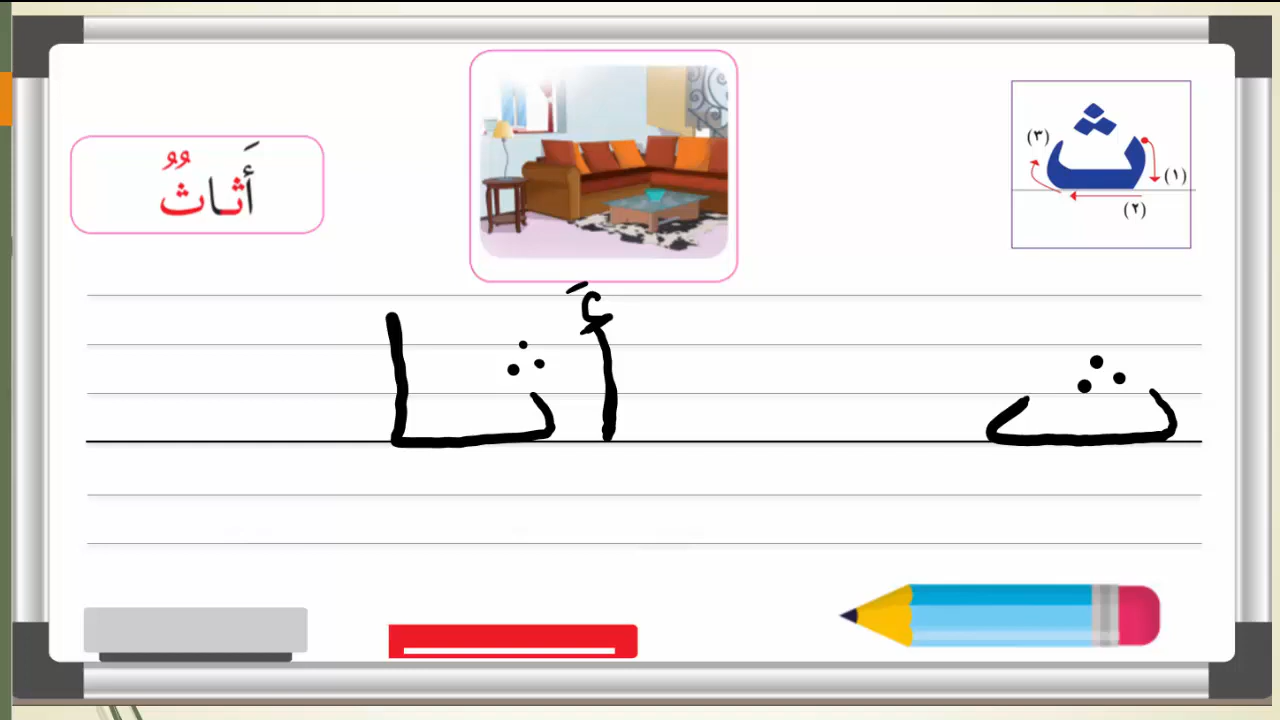 ث
(٣)
(١)
(٢)
أَثاثٌ
ث أَثا